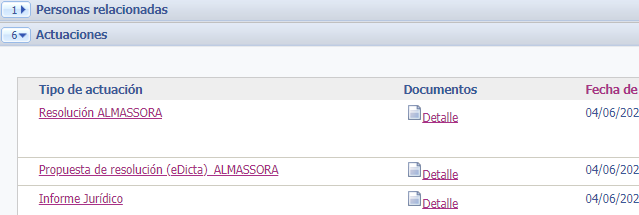 1 Personas relacionadas
6 Actuaciones
Tipo de actuación Documentos Fecha de
Resolución ALMASSORA Detalle 04/06/202
Propuesta de resolución (eDicta)_ALMASSORA Detalle 04/06/202
Informe Jurídico Detalle 04/06/202